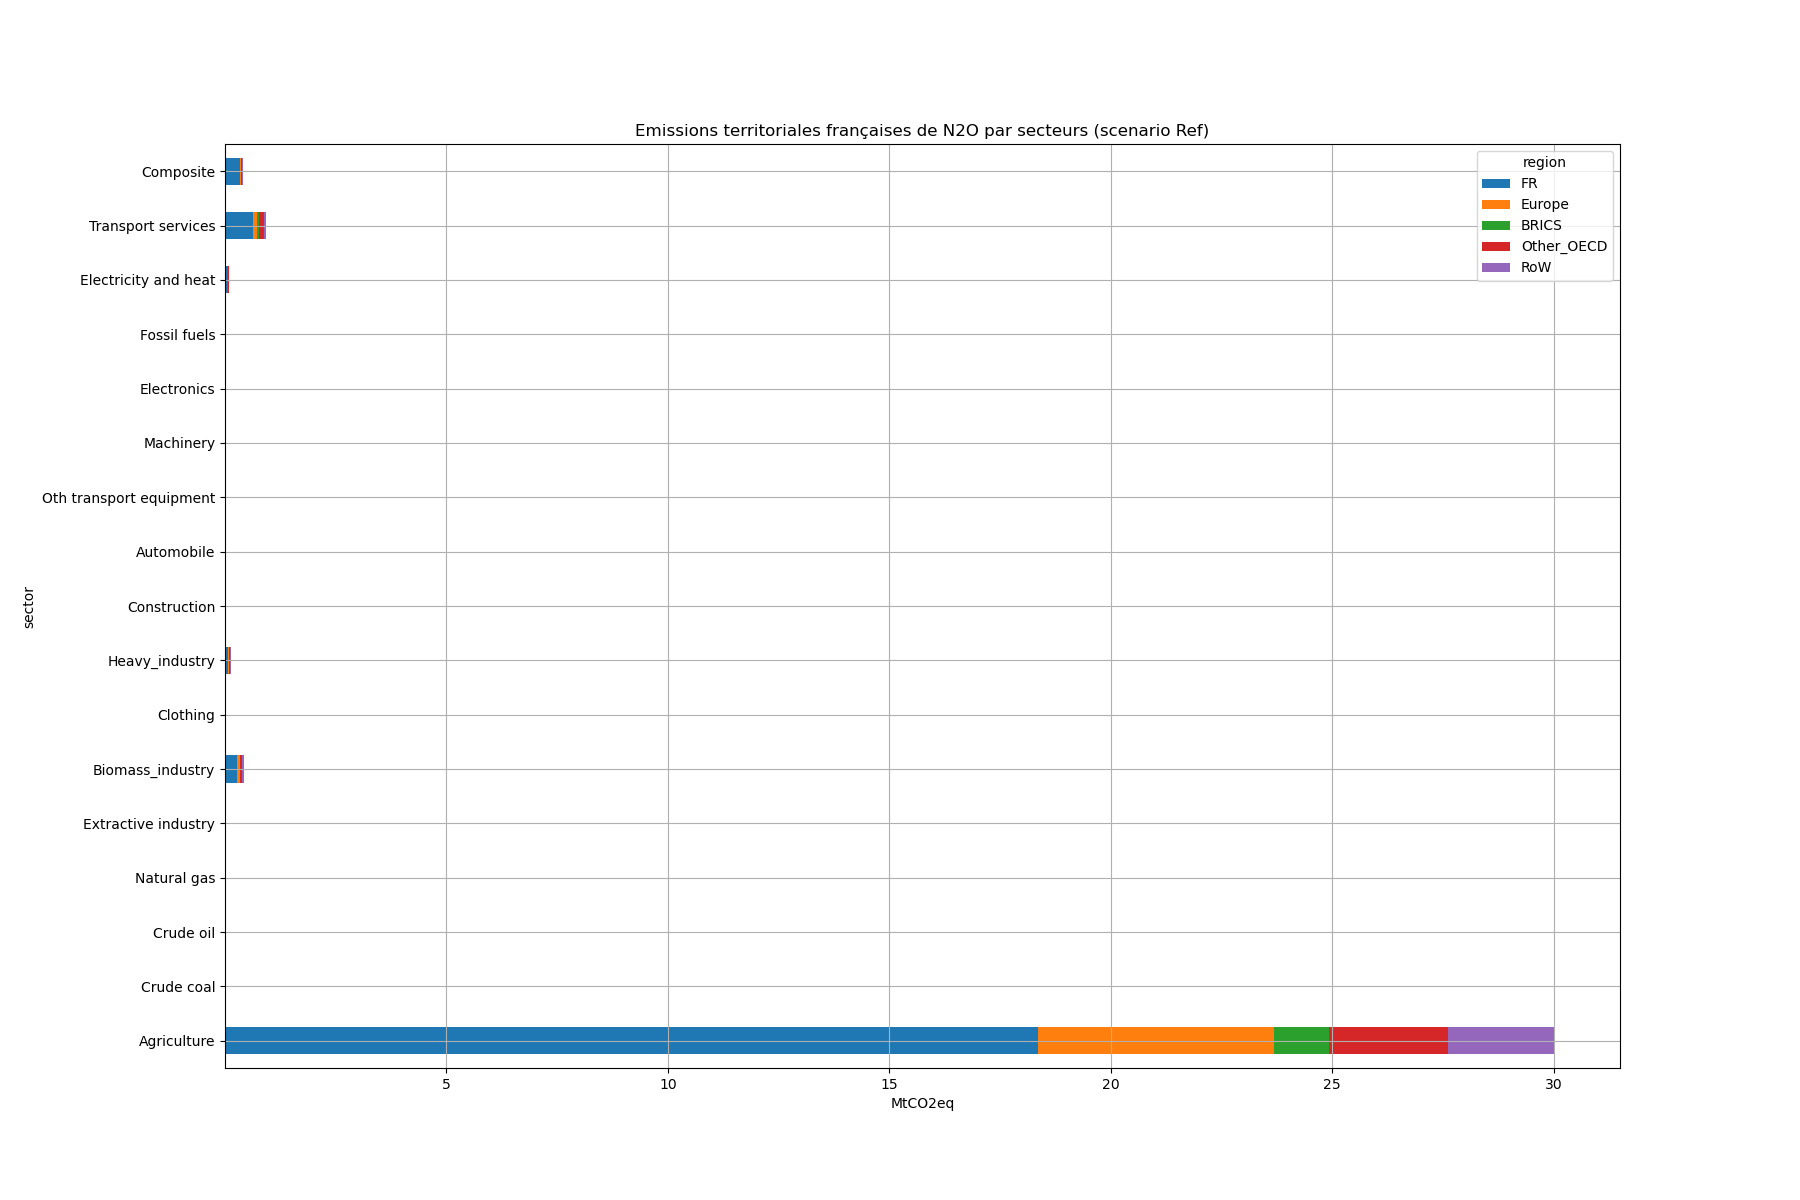 Emissions territoriales françaises de N2O par secteurs (scenario Ref)
region
FR
Europe
BRICS
Other_OECD
RoW
Composite
Transport services
Electricity and heat
Fossil fuels
Electronics
Machinery
Oth transport equipment
Automobile
Construction
Heavy_industry
Clothing
Biomass_industry
Extractive industry
Natural gas
Crude oil
Crude coal
Agriculture
sector
5 10 15 20 25 30
MtCO2eq